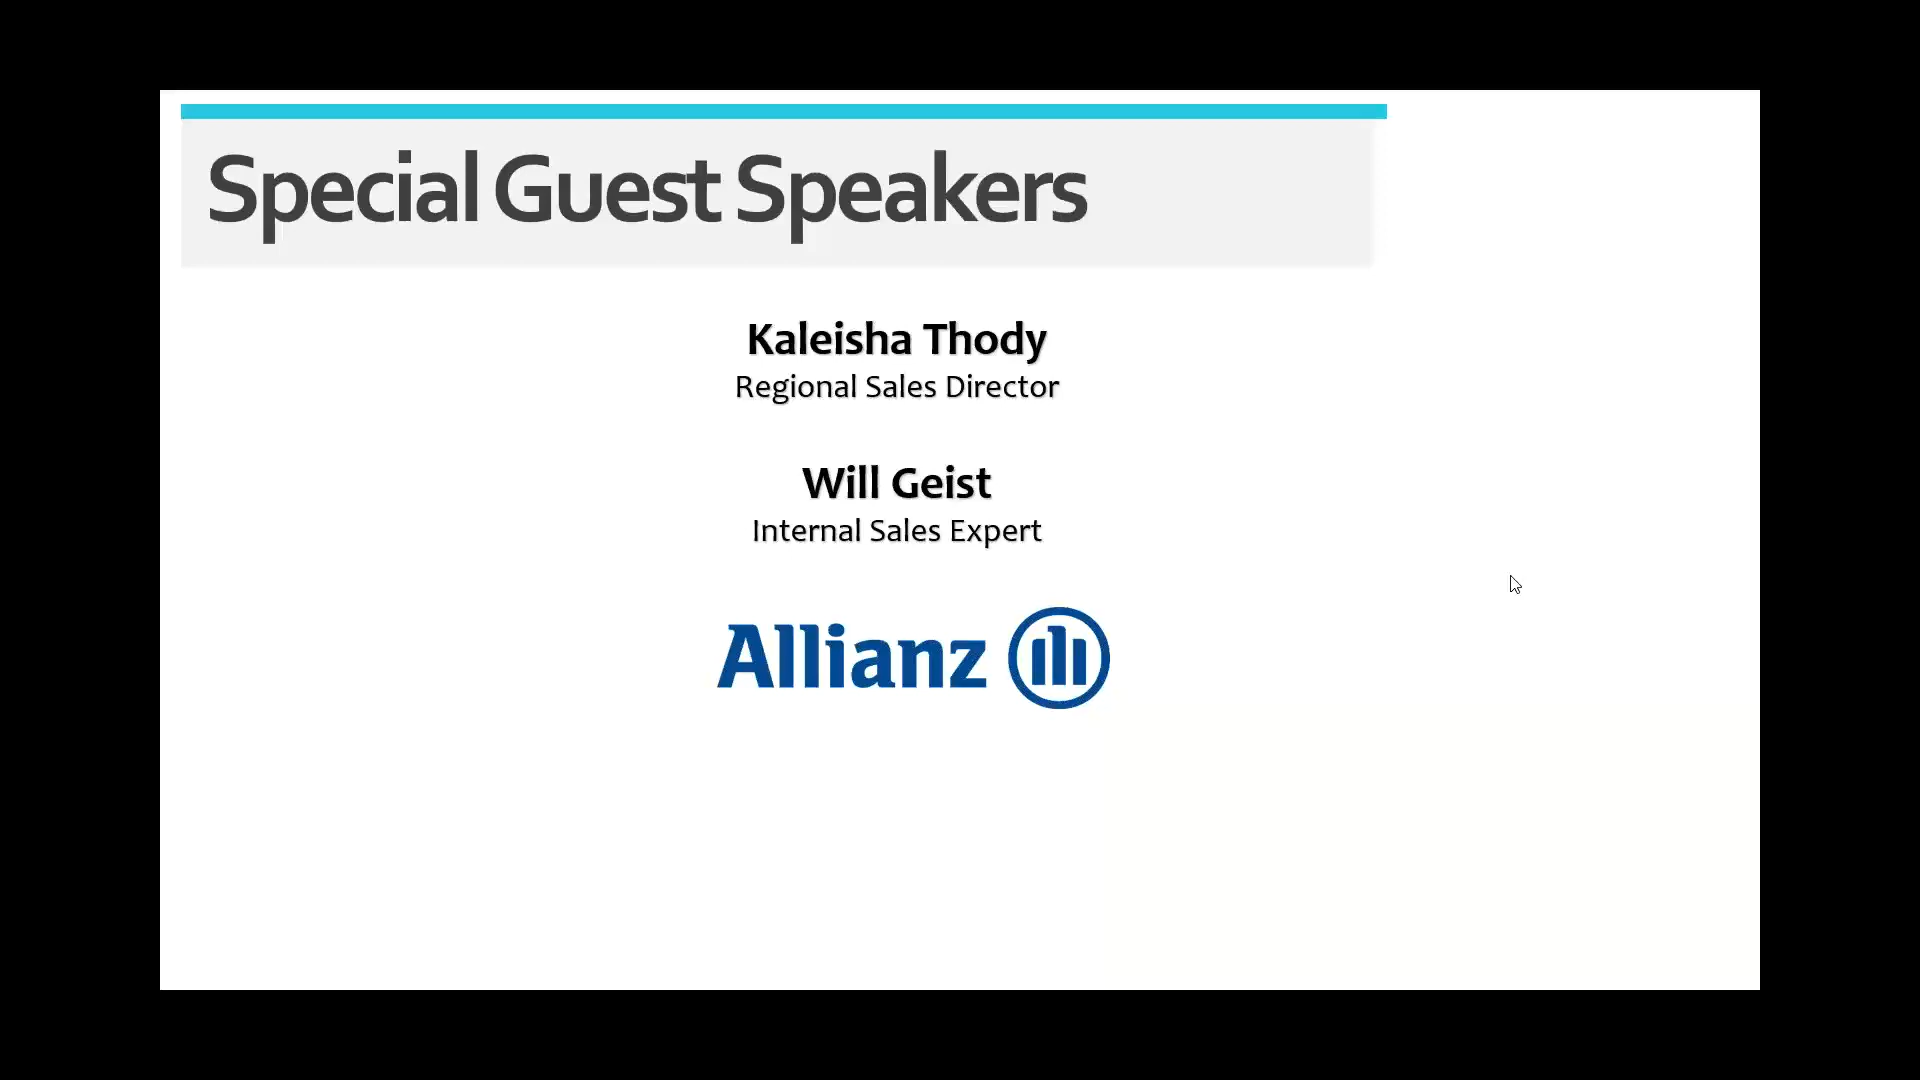 Special Guest Speakers
Kaleisha Thody
Regional Sales Director
Will Geist
Internal Sales Expert
Allianz